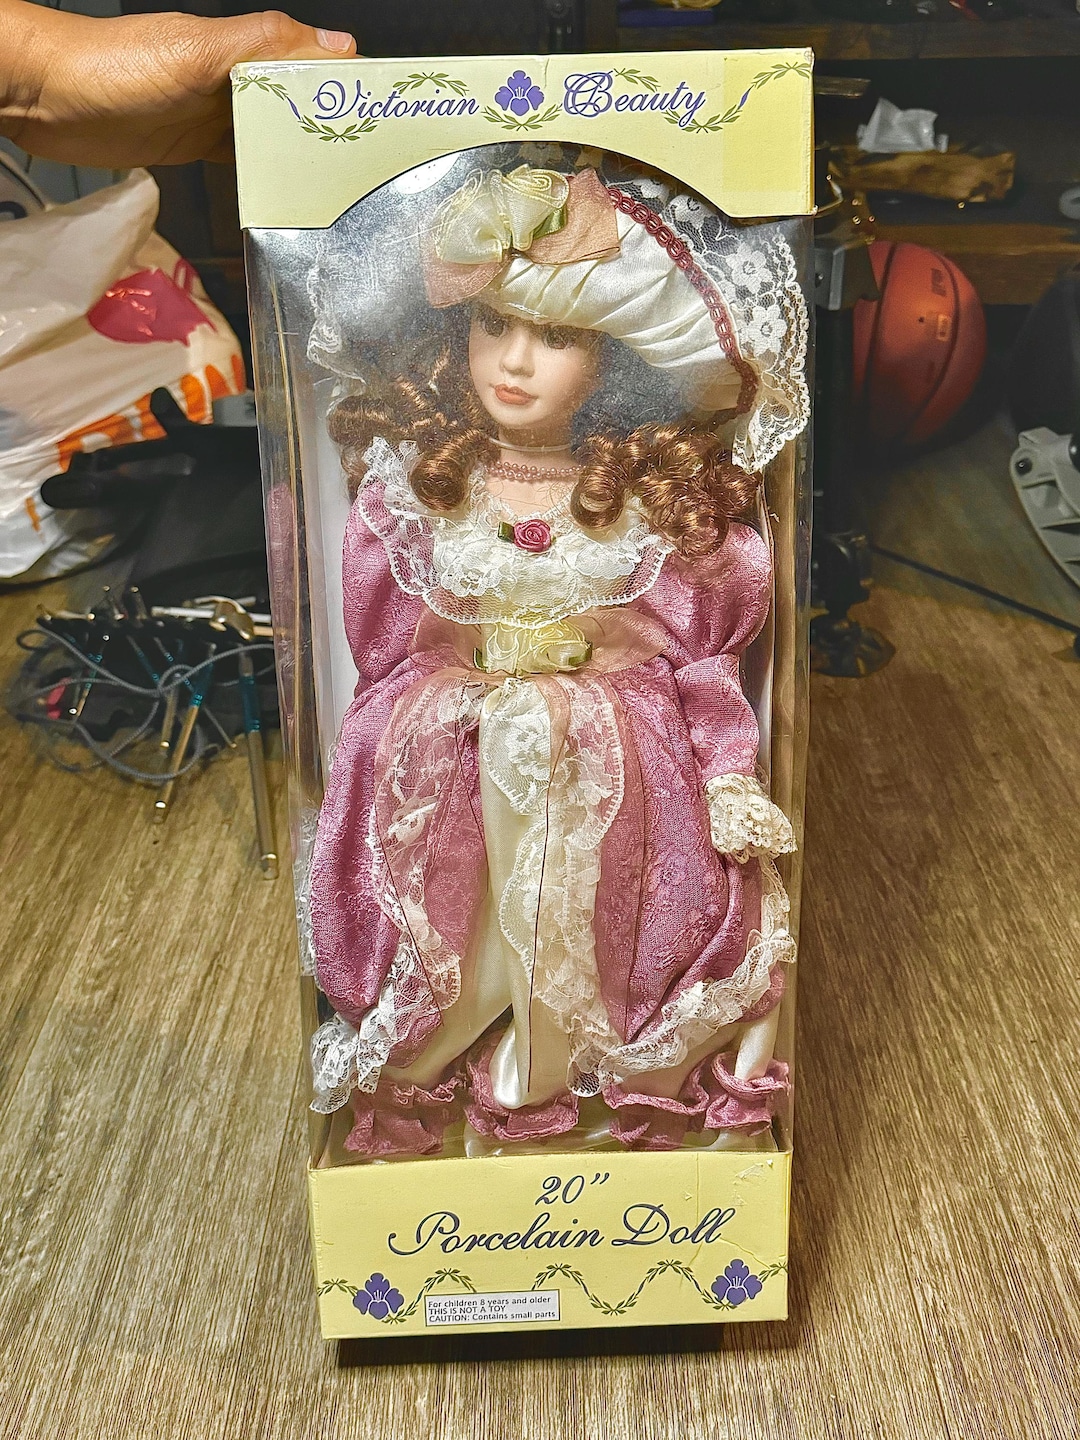 Victorian Beauty
20”
Porcelain Doll
For children 8 years and older
THIS IS NOT A TOY
CAUTION: Contains small parts